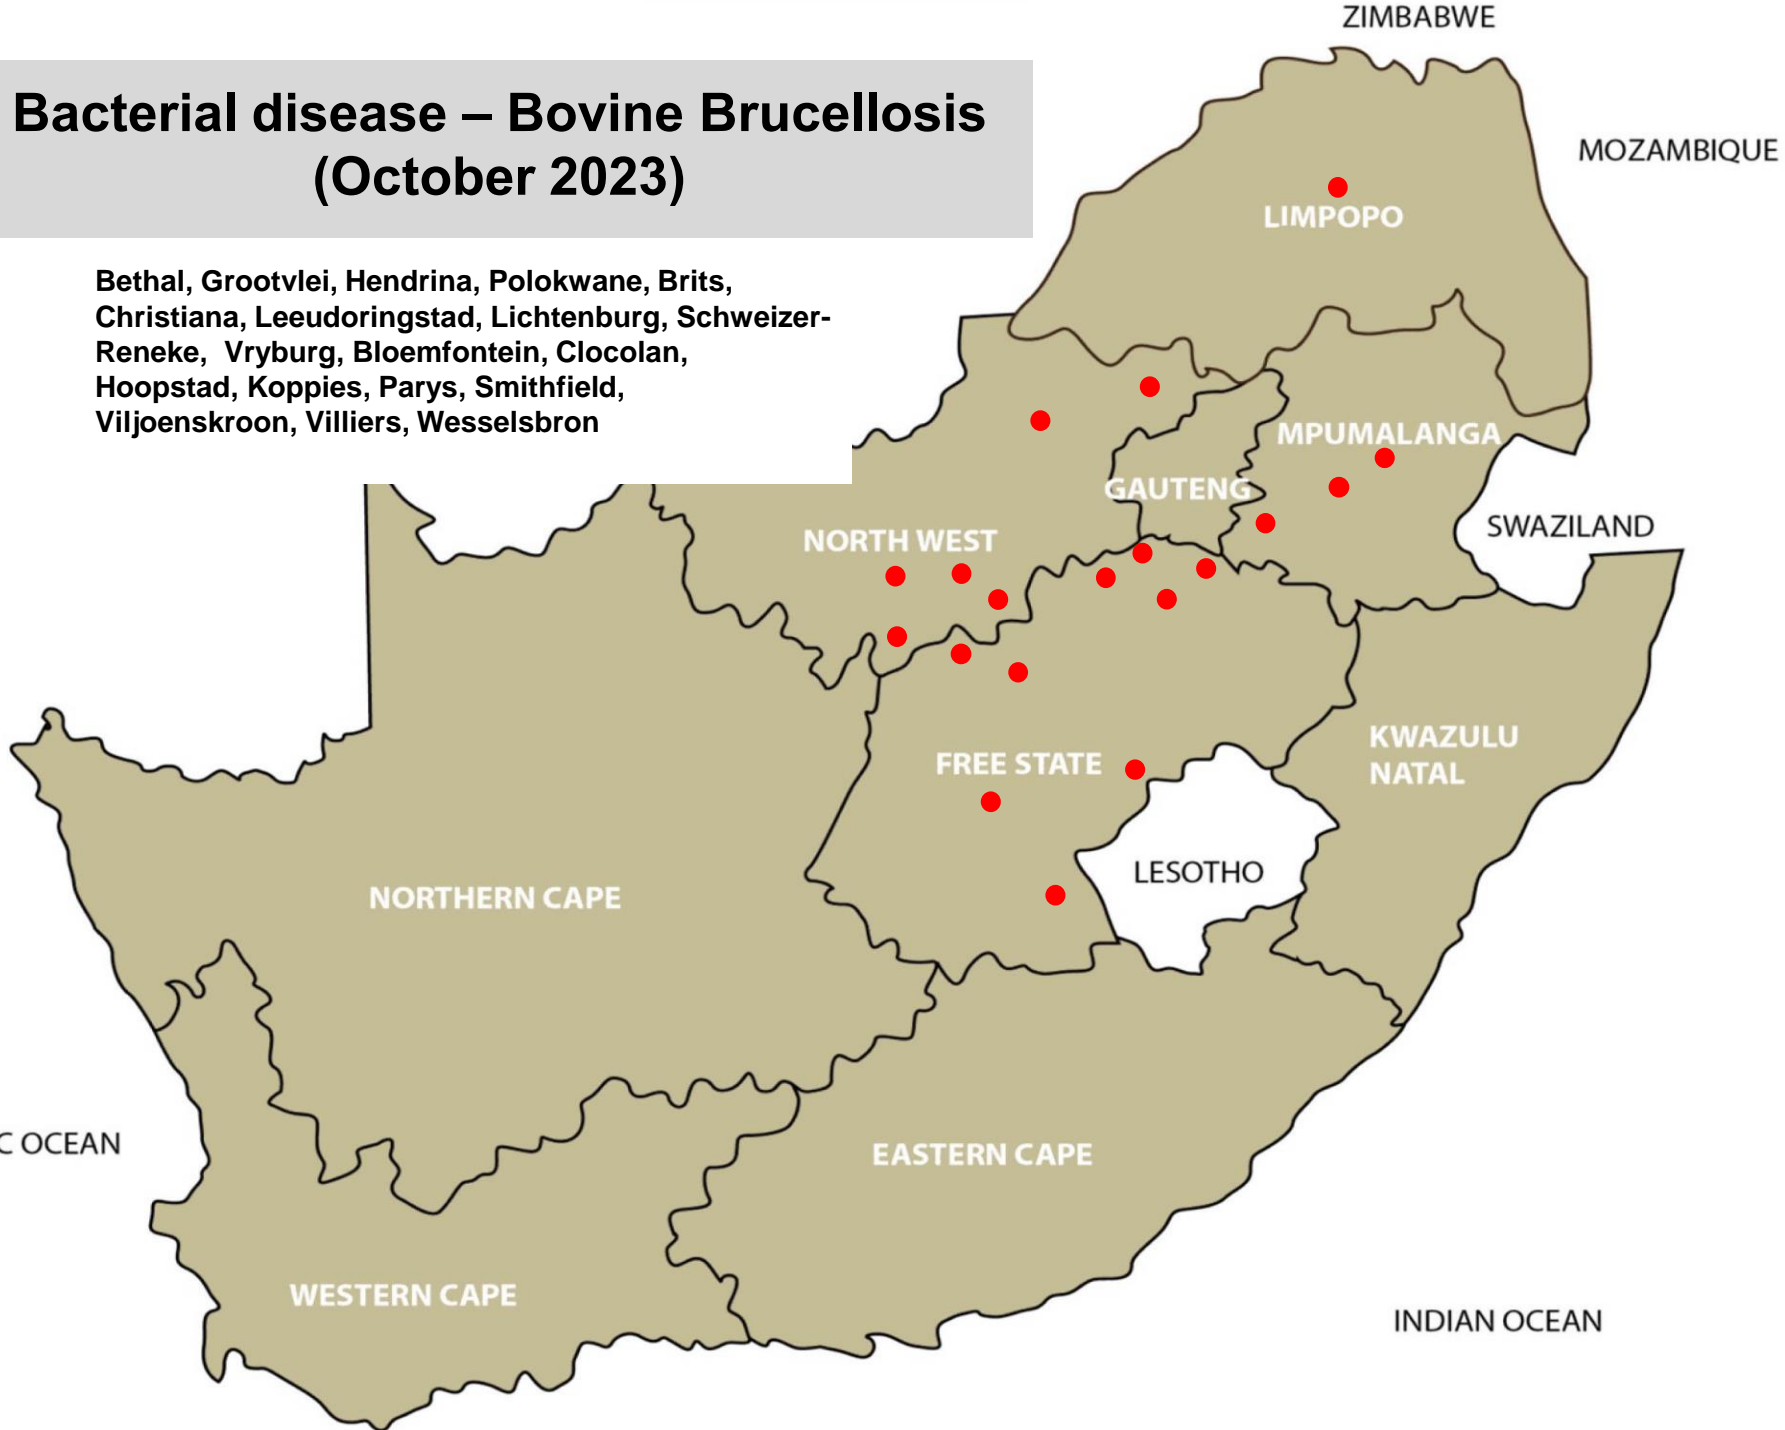 ZIMBABWE
Bacterial disease – Bovine Brucellosis
(October 2023)
MOZAMBIQUE
LIMPOPO
Bethal, Grootvlei, Hendrina, Polokwane, Brits,
Christiana, Leeudoringstad, Lichtenburg, Schweizer-
Reneke, Vryburg, Bloemfontein, Clocolan,
Hoopstad, Koppies, Parys, Smithfield,
Viljoenskroon, Villiers, Wesselsbron
MPUMALANGA
GAUTENG
SWAZILAND
NORTH WEST
KWAZULU
NATAL
FREE STATE
LESOTHO
NORTHERN CAPE
C OCEAN
EASTERN CAPE
WESTERN CAPE
INDIAN OCEAN